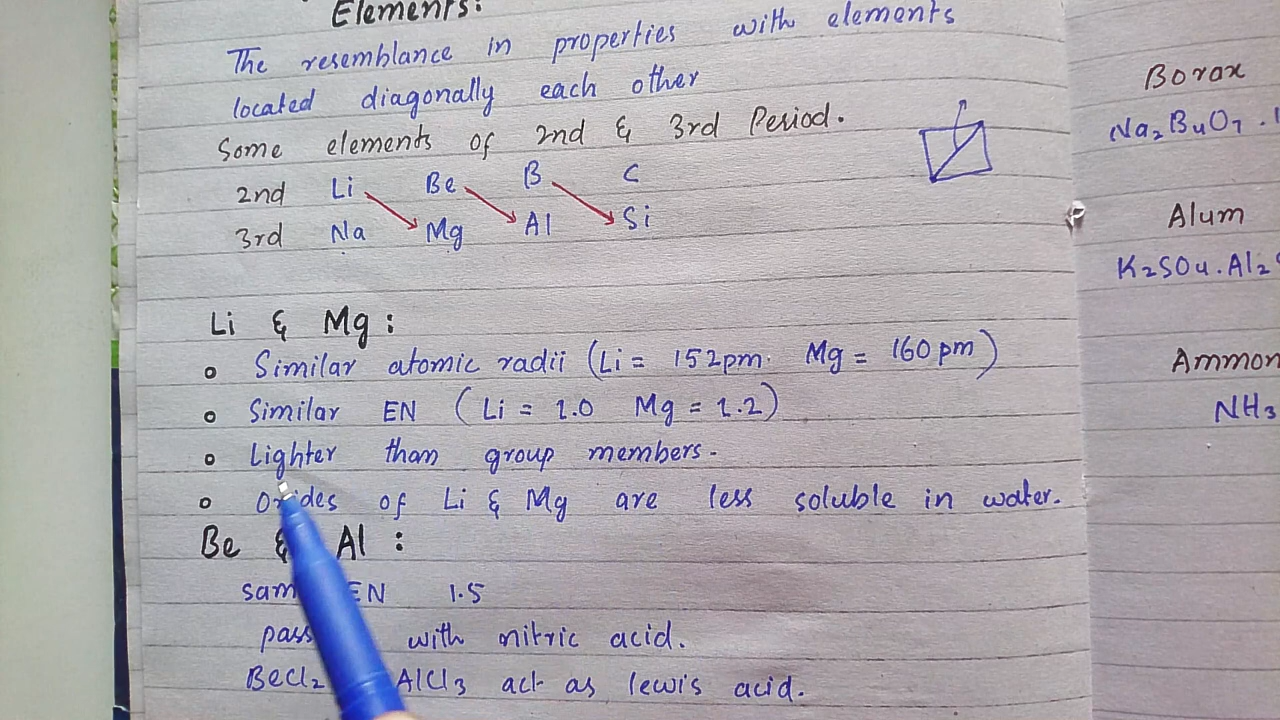 Elements:
The resemblance in properties with elements
located diagonally each other
Some elements of 2nd & 3rd Period.
2nd Li Be B C
3rd Na Mg Al Si
Li & Mg:
Similar atomic radii (Li = 152pm. Mg = 160pm)
Similar EN (Li = 1.0 Mg = 1.2)
Lighter than group members.
Oxides of Li & Mg are less soluble in water.
Be & Al:
EN 1.5
with nitric acid.
BeCl2 AlCl3 act as lewis acid.
Borax
Na2B4O7.
Alum
K2SO4.Al2
Ammon
NH3